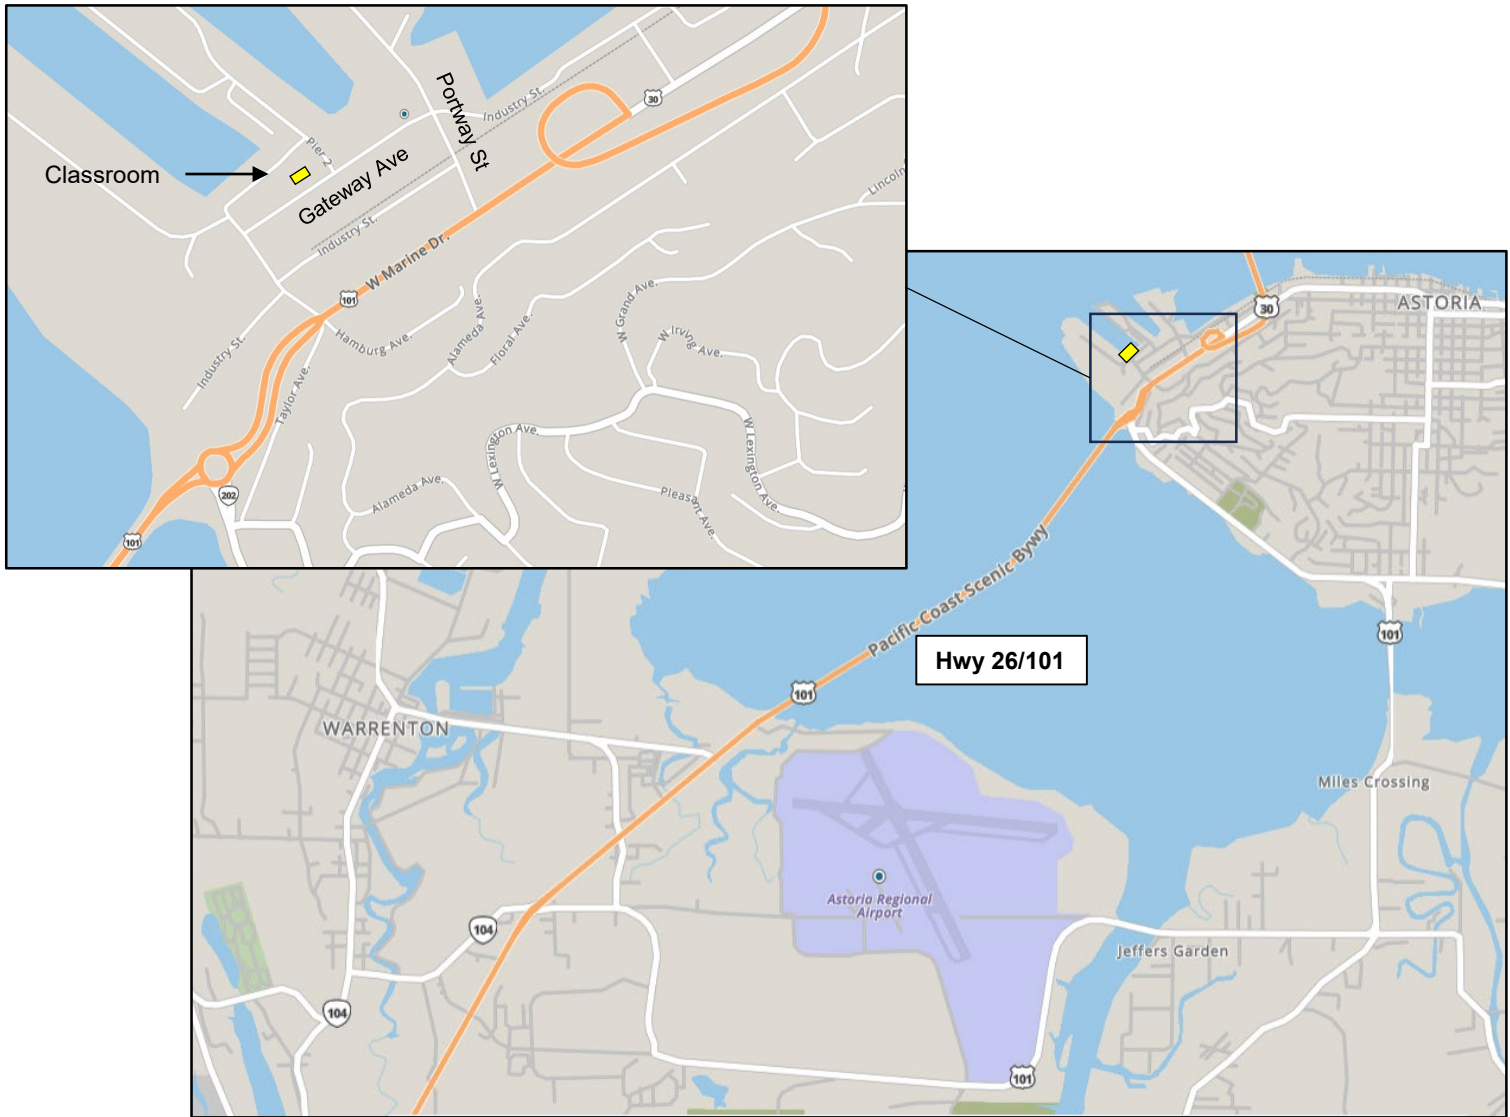 Portway St
30
Industry St.
Pier 2
Classroom
Gateway Ave
Lincoln
Industry St.
W Marine Dr.
101
Hamburg Ave.
Alameda Ave.
Floral Ave.
W Grand Ave.
W Irving Ave.
Industry St.
Taylor Ave.
W Lexington Ave.
W Lexington Ave.
Alameda Ave.
Pleasant Ave.
202
101
30
ASTORIA
Pacific Coast Scenic Bywy
101
Hwy 26/101
101
WARRENTON
Miles Crossing
Astoria Regional
Airport
104
Jeffers Garden
104
101